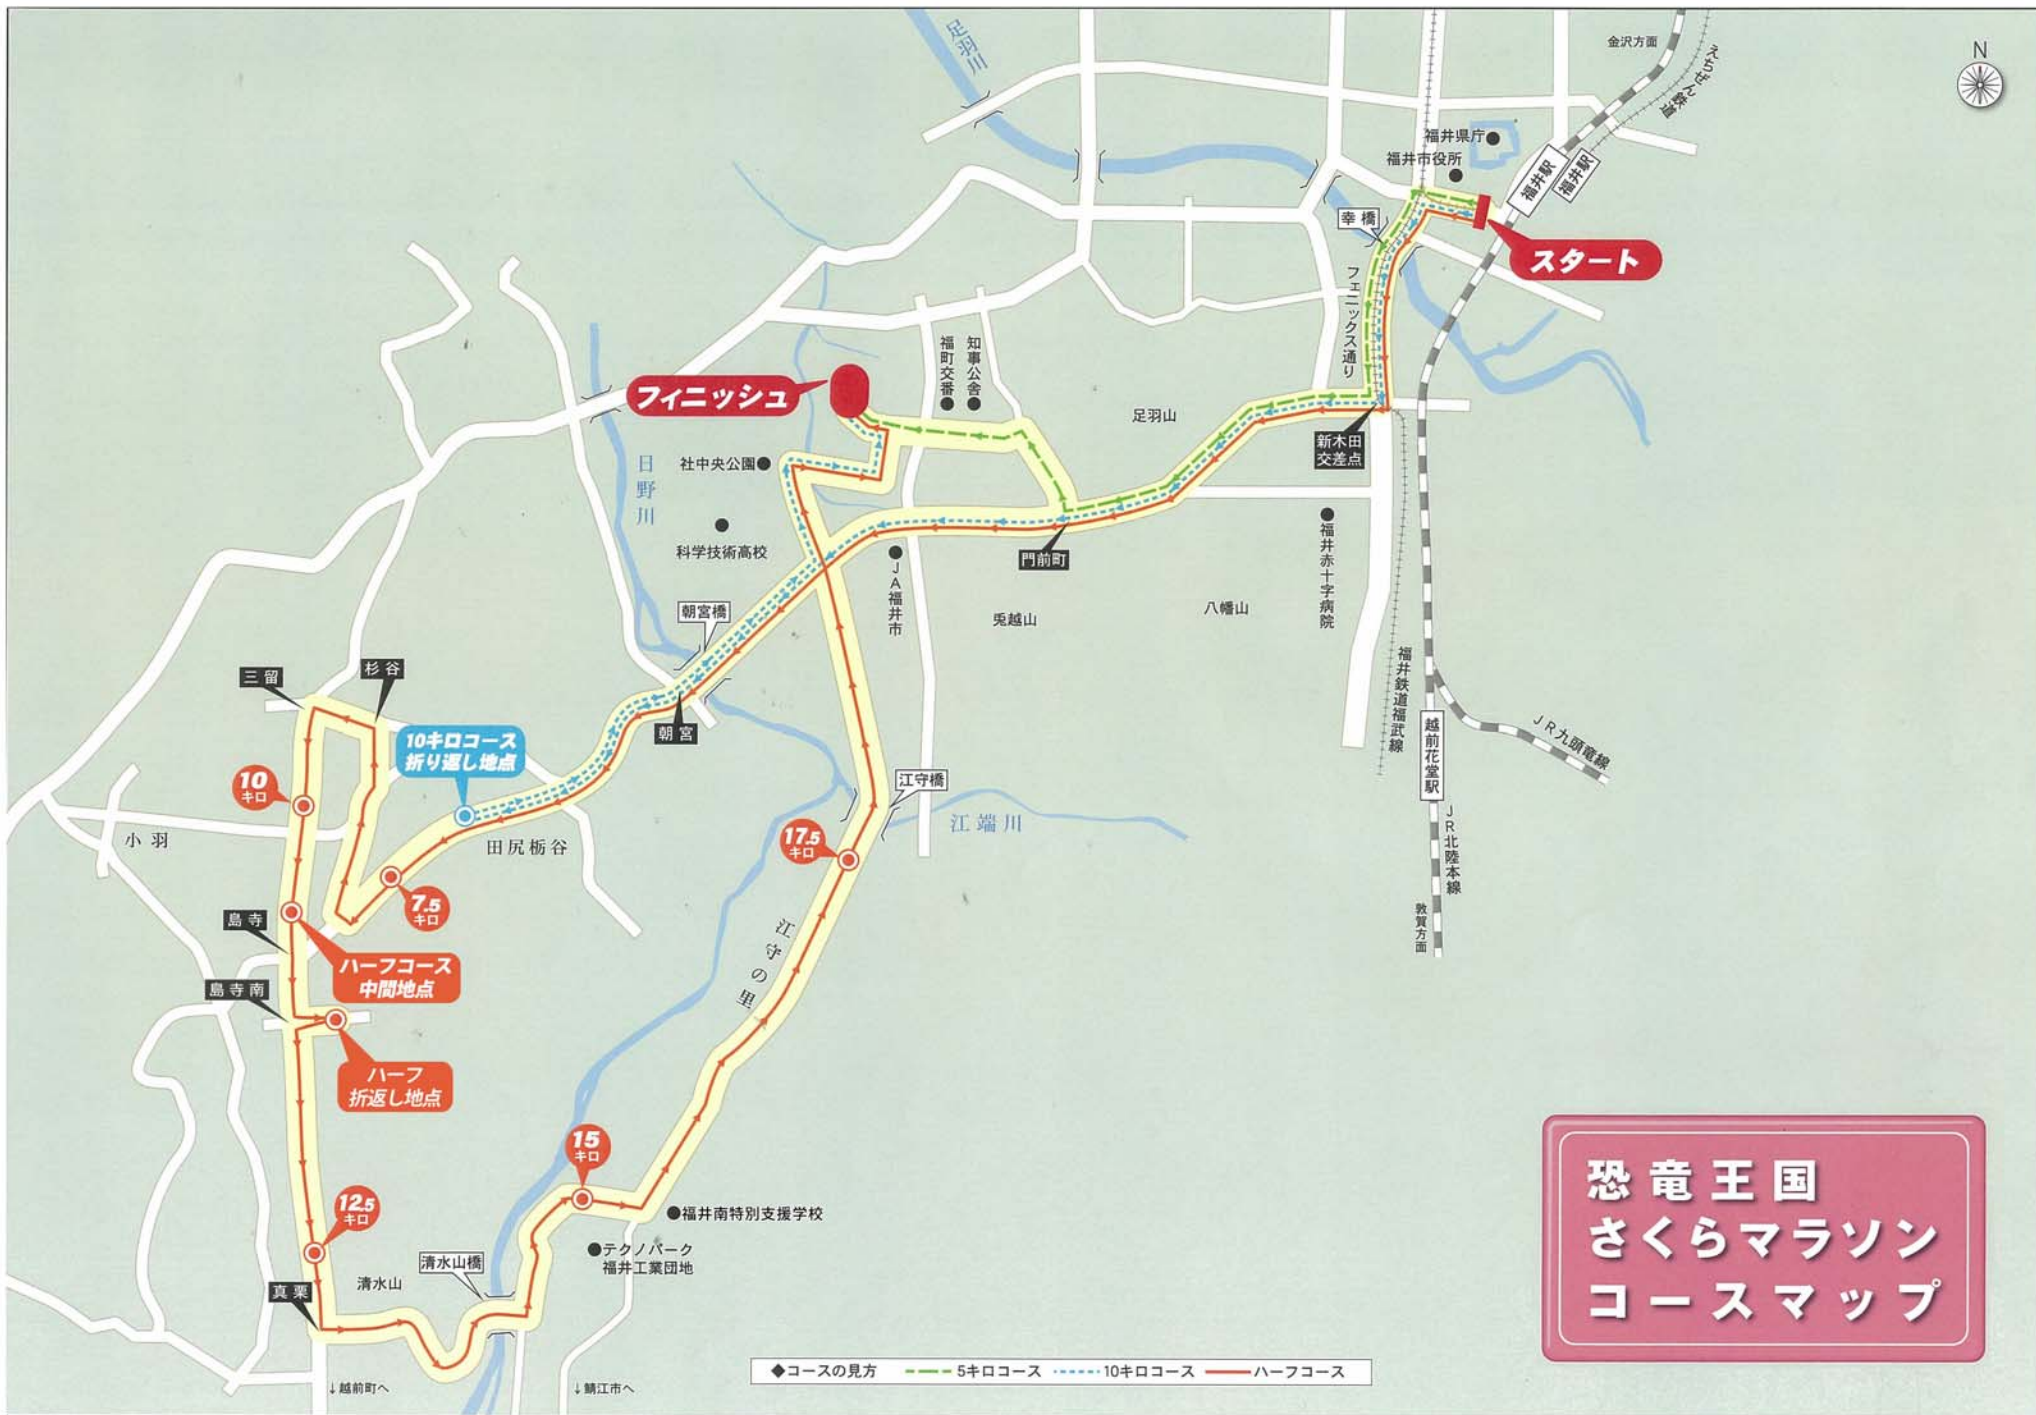 足羽川
金沢方面
えちぜん鉄道
N
福井県庁
福井市役所
福井駅
福井駅
幸橋
スタート
フェニックス通り
福町交番
知事公舎
フィニッシュ
足羽山
新木田
交差点
日野川
社中央公園
科学技術高校
JA福井市
門前町
福井赤十字病院
朝宮橋
兎越山
八幡山
三留
杉谷
朝宮
福井鉄道福武線
越前花堂駅
JR九頭竜線
10キロコース
折り返し地点
10
キロ
江守橋
江端川
小羽
田尻栃谷
17.5
キロ
JR北陸本線
7.5
キロ
島寺
敦賀方面
ハーフコース
中間地点
江守の里
島寺南
ハーフ
折返し地点
15
キロ
12.5
キロ
福井南特別支援学校
テクノパーク
福井工業団地
清水山橋
清水山
真栗
恐竜王国
さくらマラソン
コースマップ
◆コースの見方 5キロコース 10キロコース ハーフコース
↓越前町へ
↓鯖江市へ